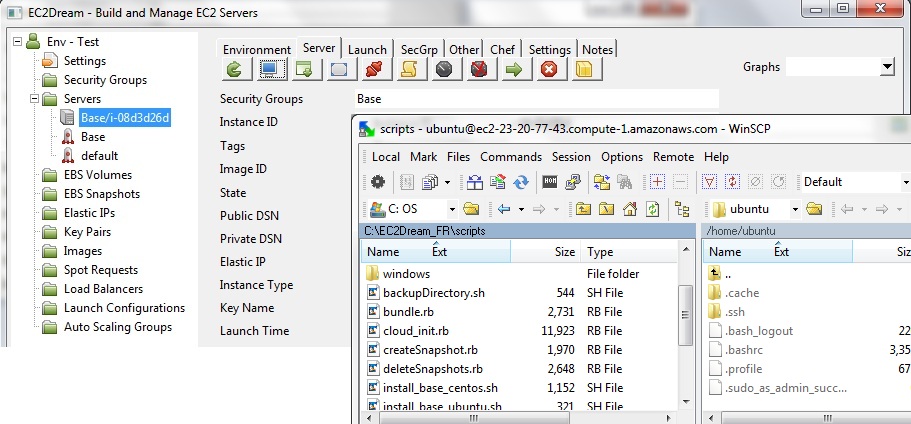 EC2Dream - Build and Manage EC2 Servers
Env - Test
Settings
Security Groups
Servers
Base/i-08d3d26d
Base
default
EBS Volumes
EBS Snapshots
Elastic IPs
Key Pairs
Images
Spot Requests
Load Balancers
Launch Configurations
Auto Scaling Groups
Environment Server Launch SecGrp Other Chef Settings Notes
Graphs
Security Groups Base
Instance ID
Tags
Image ID
State
Public DSN
Private DSN
Elastic IP
Instance Type
Key Name
Launch Time
scripts - ubuntu@ec2-23-20-77-43.compute-1.amazonaws.com - WinSCP
Local Mark Files Commands Session Options Remote Help
Default
C: OS ubuntu
C:\EC2Dream_FR\scripts
Name Ext Size Type
windows File folder
backupDirectory.sh 544 SH File
bundle.rb 2,731 RB File
cloud_init.rb 11,923 RB File
createSnapshot.rb 1,970 RB File
deleteSnapshots.rb 2,648 RB File
install_base_centos.sh 1,152 SH File
install_base_ubuntu.sh 321 SH File
/home/ubuntu
Name Ext Size
..
.cache
.ssh
.bash_logout 22
.bashrc 3,35
.profile 67
.sudo_as_admin_succ...